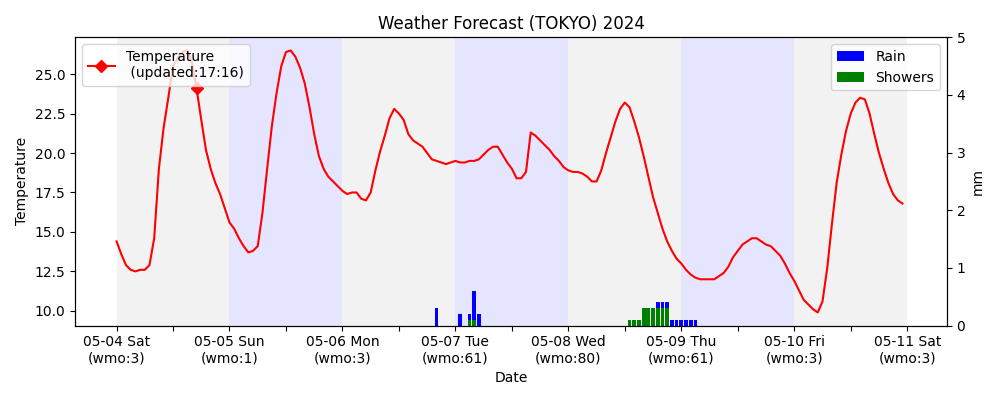 Weather Forecast (TOKYO) 2024
Temperature
(updated:17:16)
Rain
Showers
25.0
22.5
20.0
17.5
15.0
12.5
10.0
Temperature
5
4
3
2
1
0
mm
05-04 Sat
(wmo:3)
05-05 Sun
(wmo:1)
05-06 Mon
(wmo:3)
05-07 Tue
(wmo:61)
05-08 Wed
(wmo:80)
05-09 Thu
(wmo:61)
05-10 Fri
(wmo:3)
05-11 Sat
(wmo:3)
Date